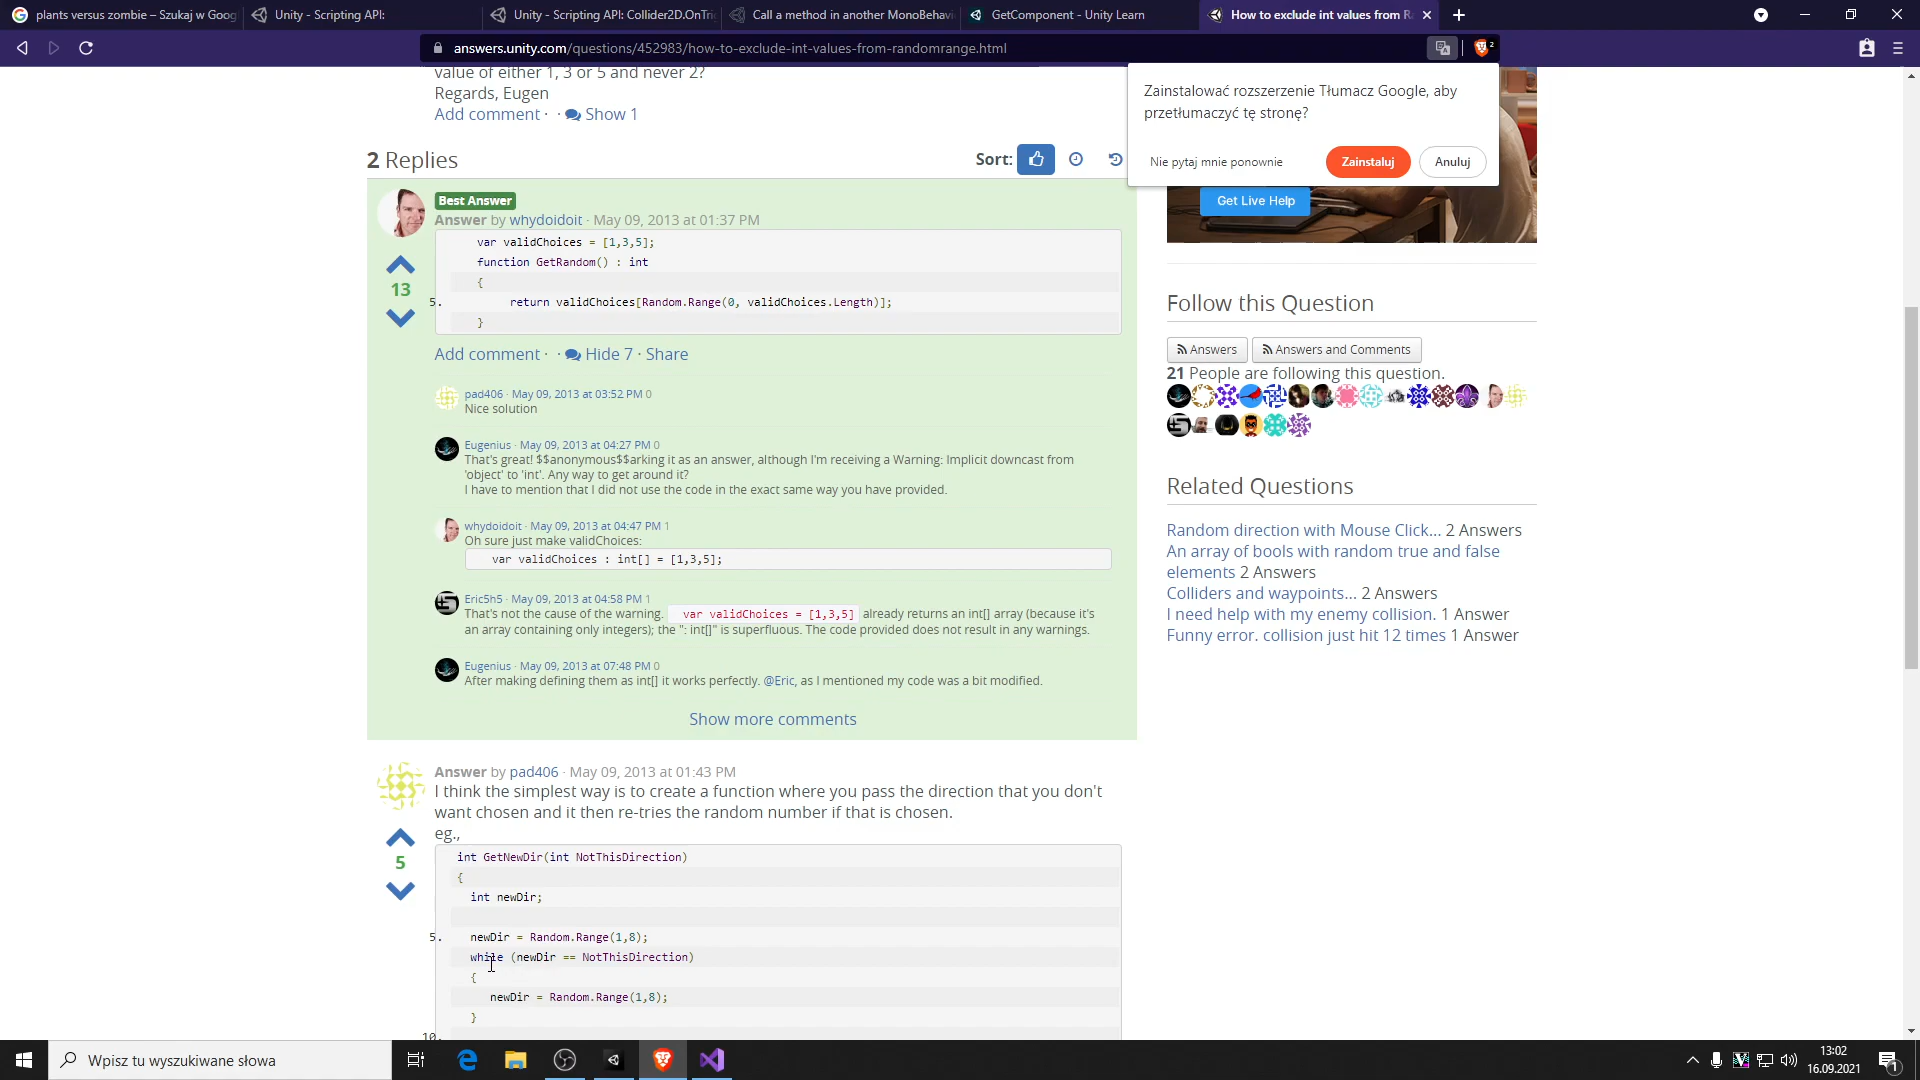 plants versus zombie – Szukaj w Goog
Unity - Scripting API:
Unity - Scripting API: Collider2D.OnTri
Call a method in another MonoBehavi
GetComponent - Unity Learn
How to exclude int values from R
answers.unity.com/questions/452983/how-to-exclude-int-values-from-randomrange.html
2
value of either 1, 3 or 5 and never 2?
Regards, Eugen
Add comment · · Show 1
Zainstalować rozszerzenie Tłumacz Google, aby
przetłumaczyć tę stronę?
Nie pytaj mnie ponownie
Zainstaluj
Anuluj
2 Replies
Sort:
Get Live Help
Best Answer
Answer by whydoidoit · May 09, 2013 at 01:37 PM
13
var validChoices = [1,3,5];
function GetRandom() : int
{
5. return validChoices[Random.Range(0, validChoices.Length)];
}
Add comment · · Hide 7 · Share
pad406 · May 09, 2013 at 03:52 PM 0
Nice solution
Eugenius · May 09, 2013 at 04:27 PM 0
That's great! $$anonymous$$arking it as an answer, although I'm receiving a Warning: Implicit downcast from
'object' to 'int'. Any way to get around it?
I have to mention that I did not use the code in the exact same way you have provided.
whydoidoit · May 09, 2013 at 04:47 PM 1
Oh sure just make validChoices:
var validChoices : int[] = [1,3,5];
Eric5h5 · May 09, 2013 at 04:58 PM 1
That's not the cause of the warning. var validChoices = [1,3,5] already returns an int[] array (because it's
an array containing only integers); the ": int[]" is superfluous. The code provided does not result in any warnings.
Eugenius · May 09, 2013 at 07:48 PM 0
After making defining them as int[] it works perfectly. @Eric, as I mentioned my code was a bit modified.
Show more comments
Answer by pad406 · May 09, 2013 at 01:43 PM
I think the simplest way is to create a function where you pass the direction that you don't
want chosen and it then re-tries the random number if that is chosen.
eg.,
5
int GetNewDir(int NotThisDirection)
{
int newDir;
5. newDir = Random.Range(1,8);
while (newDir == NotThisDirection)
{
newDir = Random.Range(1,8);
}
10.
Follow this Question
Answers
Answers and Comments
21 People are following this question.
Related Questions
Random direction with Mouse Click... 2 Answers
An array of bools with random true and false
elements 2 Answers
Colliders and waypoints... 2 Answers
I need help with my enemy collision. 1 Answer
Funny error. collision just hit 12 times 1 Answer
Wpisz tu wyszukiwane słowa
13:02
16.09.2021
1